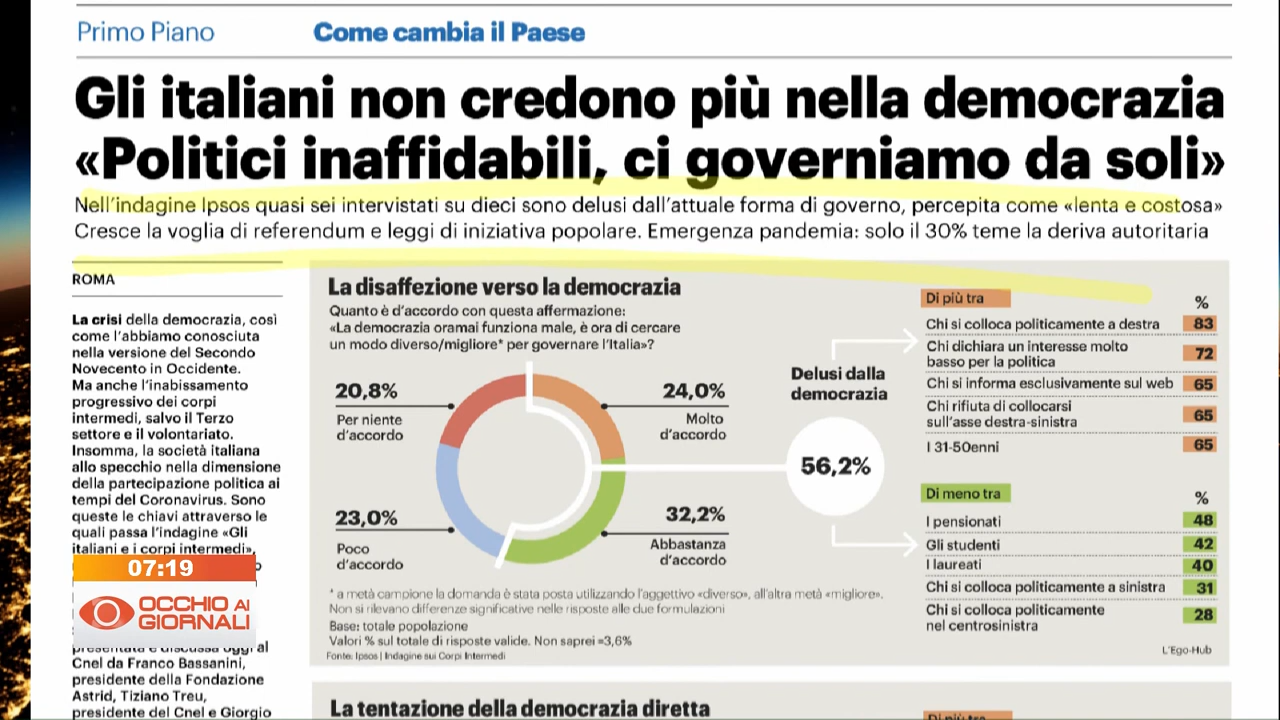 Primo Piano
Come cambia il Paese
Gli italiani non credono più nella democrazia
«Politici inaffidabili, ci governiamo da soli»
Nell'indagine Ipsos quasi sei intervistati su dieci sono delusi dall'attuale forma di governo, percepita come «lenta e costosa»
Cresce la voglia di referendum e leggi di iniziativa popolare. Emergenza pandemia: solo il 30% teme la deriva autoritaria
ROMA
La crisi della democrazia, così
come l'abbiamo conosciuta
nella versione del Secondo
Novecento in Occidente.
Ma anche l'inabissamento
progressivo dei corpi
intermedi, salvo il Terzo
settore e il volontariato.
Insomma, la società italiana
allo specchio nella dimensione
della partecipazione politica ai
tempi del Coronavirus. Sono
queste le chiavi attraverso le
quali passa l'indagine «Gli
italiani e i corpi intermedi»,
07:19
OCCHIO AI
GIORNALI
presentata e discussa oggi al
Cnel da Franco Bassanini,
presidente della Fondazione
Astrid, Tiziano Treu,
presidente del Cnel e Giorgio
La disaffezione verso la democrazia
Quanto è d'accordo con questa affermazione:
«La democrazia oramai funziona male, è ora di cercare
un modo diverso/migliore* per governare l'Italia»?
20,8%
Per niente
d'accordo
24,0%
Molto
d'accordo
23,0%
Poco
d'accordo
32,2%
Abbastanza
d'accordo
Delusi dalla
democrazia
56,2%
Di più tra %
Chi si colloca politicamente a destra 83
Chi dichiara un interesse molto
basso per la politica 72
Chi si informa esclusivamente sul web 65
Chi rifiuta di collocarsi
sull'asse destra-sinistra 65
I 31-50enni 65
Di meno tra %
I pensionati 48
Gli studenti 42
I laureati 40
Chi si colloca politicamente a sinistra 31
Chi si colloca politicamente
nel centrosinistra 28
* a metà campione la domanda è stata posta utilizzando l'aggettivo «diverso», all'altra metà «migliore».
Non si rilevano differenze significative nelle risposte alle due formulazioni
Base: totale popolazione
Valori % sul totale di risposte valide. Non saprei =3,6%
Fonte: Ipsos | Indagine sui Corpi Intermedi
L'Ego-Hub
La tentazione della democrazia diretta
Di più tra